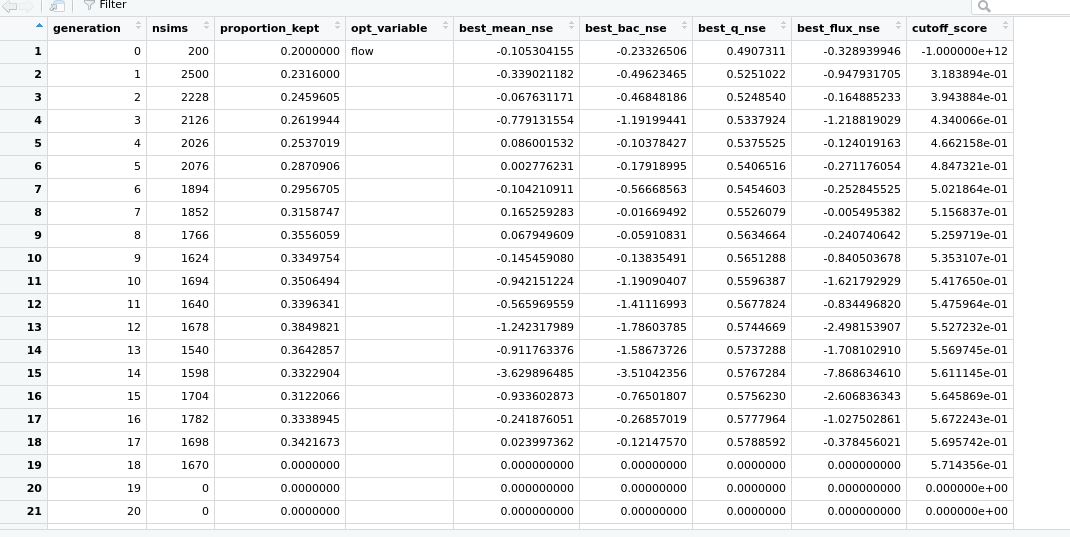 Filter
generation nsims proportion_kept opt_variable best_mean_nse best_bac_nse best_q_nse best_flux_nse cutoff_score
1 0 200 0.2000000 flow -0.105304155 -0.23326506 0.4907311 -0.328939946 -1.000000e+12
2 1 2500 0.2316000 -0.339021182 -0.49623465 0.5251022 -0.947931705 3.183894e-01
3 2 2228 0.2459605 -0.067631171 -0.46848186 0.5248540 -0.164885233 3.943884e-01
4 3 2126 0.2619944 -0.779131554 -1.19199441 0.5337924 -1.218819029 4.340066e-01
5 4 2026 0.2537019 0.086001532 -0.10378427 0.5375525 -0.124019163 4.662158e-01
6 5 2076 0.2870906 0.002776231 -0.17918995 0.5406516 -0.271176054 4.847321e-01
7 6 1894 0.2956705 -0.104210911 -0.56668563 0.5454603 -0.252845525 5.021864e-01
8 7 1852 0.3158747 0.165259283 -0.01669492 0.5526079 -0.005495382 5.156837e-01
9 8 1766 0.3556059 0.067949609 -0.05910831 0.5634664 -0.240740642 5.259719e-01
10 9 1624 0.3349754 -0.145459080 -0.13835491 0.5651288 -0.840503678 5.353107e-01
11 10 1694 0.3506494 -0.942151224 -1.19090407 0.5596387 -1.621792929 5.417650e-01
12 11 1640 0.3396341 -0.565969559 -1.41116993 0.5677824 -0.834496820 5.475964e-01
13 12 1678 0.3849821 -1.242317989 -1.78603785 0.5744669 -2.498153907 5.527232e-01
14 13 1540 0.3642857 -0.911763376 -1.58673726 0.5737288 -1.708102910 5.569745e-01
15 14 1598 0.3322904 -3.629896485 -3.51042356 0.5767284 -7.868634610 5.611145e-01
16 15 1704 0.3122066 -0.933602873 -0.76501807 0.5756230 -2.606836343 5.645869e-01
17 16 1782 0.3338945 -0.241876051 -0.26857019 0.5777964 -1.027502861 5.672243e-01
18 17 1698 0.3421673 0.023997362 -0.12147570 0.5788592 -0.378456021 5.695742e-01
19 18 1670 0.0000000 0.000000000 0.00000000 0.0000000 0.000000000 5.714356e-01
20 19 0 0.0000000 0.000000000 0.00000000 0.0000000 0.000000000 0.000000e+00
21 20 0 0.0000000 0.000000000 0.00000000 0.0000000 0.000000000 0.000000e+00